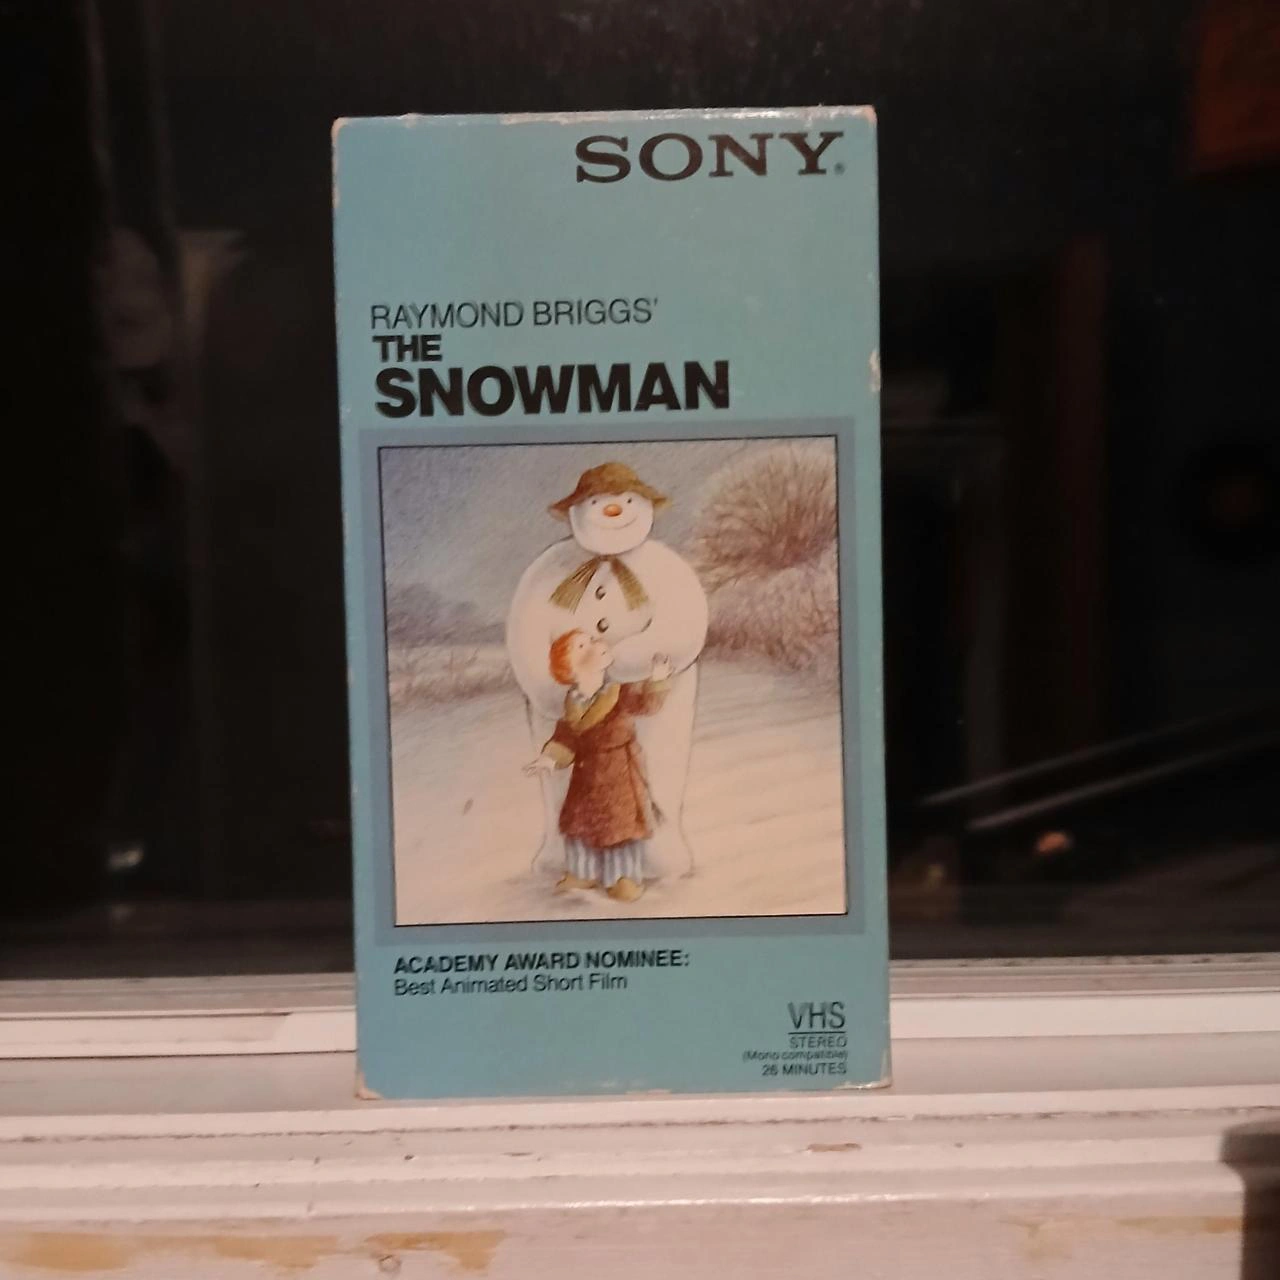 SONY®
RAYMOND BRIGGS'
THE
SNOWMAN
ACADEMY AWARD NOMINEE:
Best Animated Short Film
VHS
STEREO
(Mono compatible)
26 MINUTES